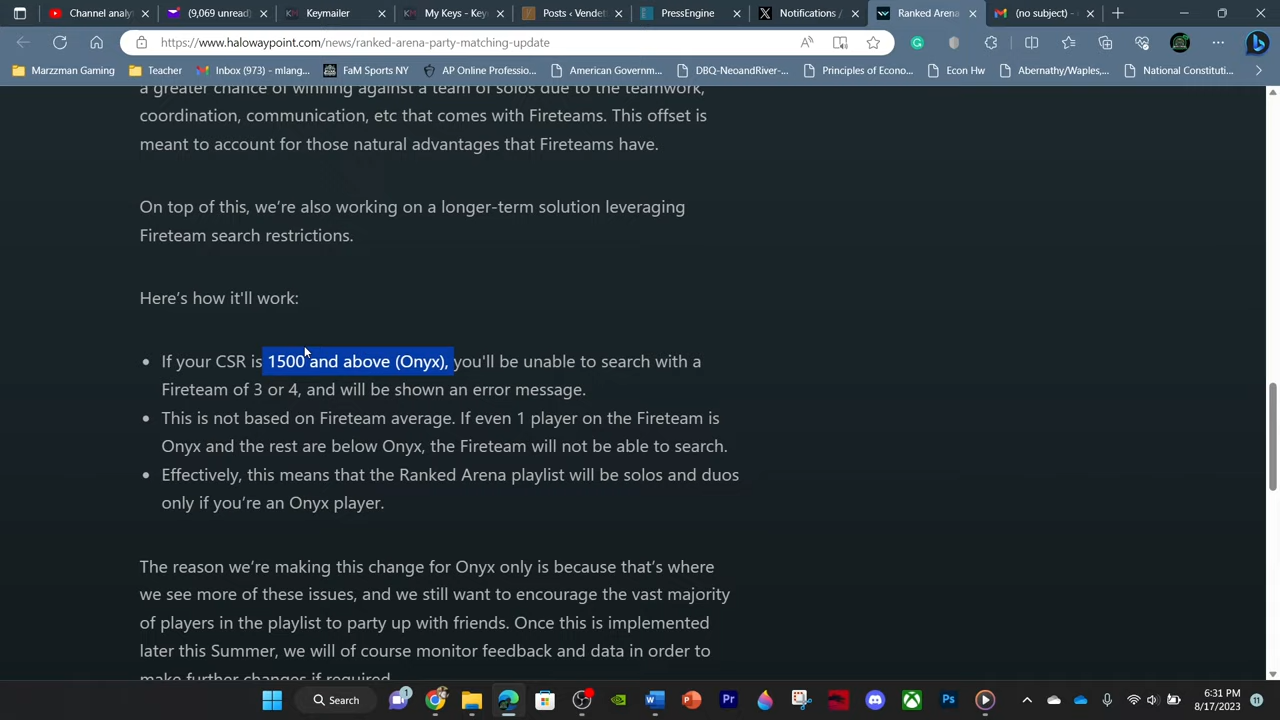 Channel analy
(9,069 unread)
Keymailer
My Keys - Key
Posts ‹ Vende
PressEngine
Notifications /
Ranked Arena
(no subject) -
https://www.halowaypoint.com/news/ranked-arena-party-matching-update
Marzzman Gaming
Teacher
Inbox (973) - mlang...
FaM Sports NY
AP Online Professio...
American Governm...
DBQ-NeoandRiver-...
Principles of Econo...
Econ Hw
Abernathy/Waples,...
National Constituti...
a greater chance of winning against a team of solos due to the teamwork,
coordination, communication, etc that comes with Fireteams. This offset is
meant to account for those natural advantages that Fireteams have.
On top of this, we're also working on a longer-term solution leveraging
Fireteam search restrictions.
Here's how it'll work:
• If your CSR is 1500 and above (Onyx), you'll be unable to search with a
Fireteam of 3 or 4, and will be shown an error message.
• This is not based on Fireteam average. If even 1 player on the Fireteam is
Onyx and the rest are below Onyx, the Fireteam will not be able to search.
• Effectively, this means that the Ranked Arena playlist will be solos and duos
only if you're an Onyx player.
The reason we're making this change for Onyx only is because that's where
we see more of these issues, and we still want to encourage the vast majority
of players in the playlist to party up with friends. Once this is implemented
later this Summer, we will of course monitor feedback and data in order to
make further changes if required.
Search
6:31 PM
8/17/2023